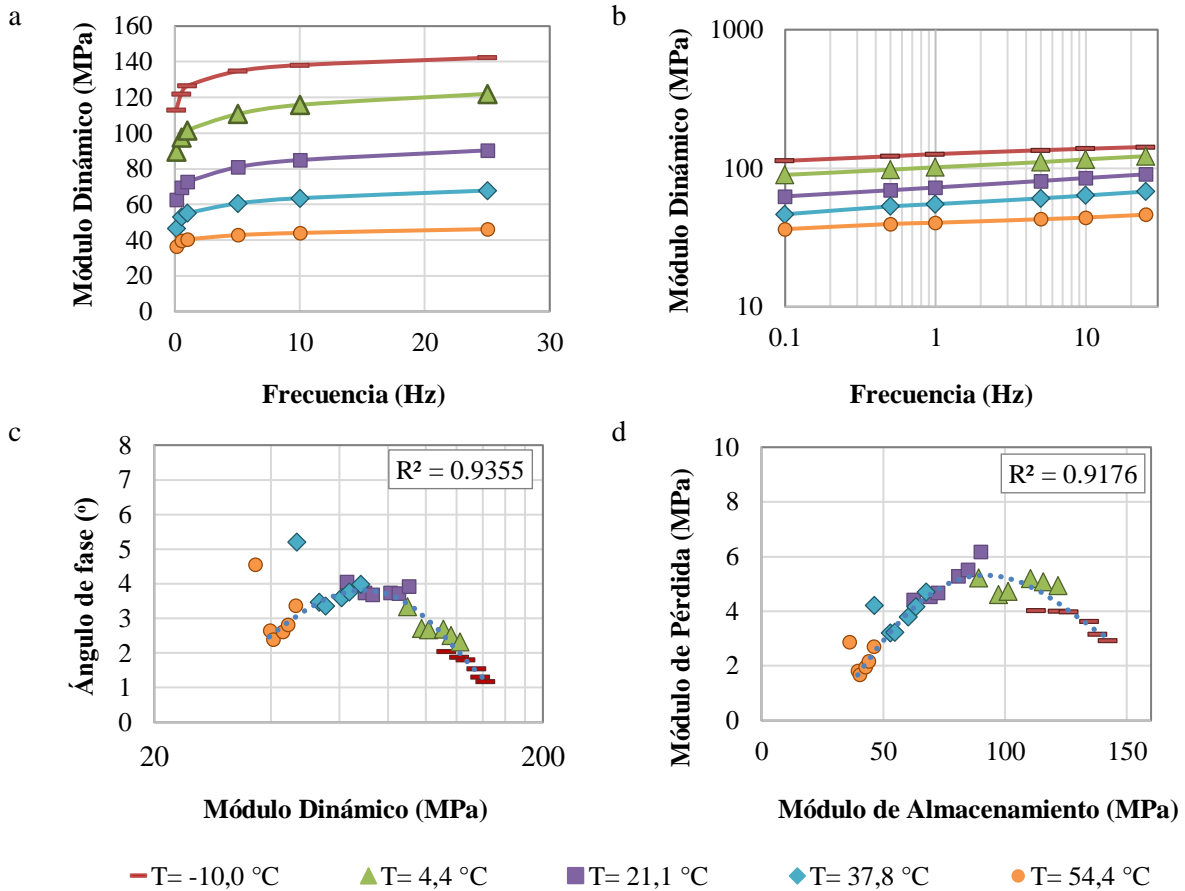 a
160
140
120
100
80
60
40
20
0
0 10 20 30
Módulo Dinámico (MPa)
Frecuencia (Hz)
b
1000
100
10
0.1 1 10
Módulo Dinámico (MPa)
Frecuencia (Hz)
c
8
7
6
5
4
3
2
1
0
20 200
R² = 0.9355
Ángulo de fase (º)
Módulo Dinámico (MPa)
d
10
8
6
4
2
0
0 50 100 150
R² = 0.9176
Módulo de Pérdida (MPa)
Módulo de Almacenamiento (MPa)
T= -10,0 °C T= 4,4 °C T= 21,1 °C T= 37,8 °C T= 54,4 °C